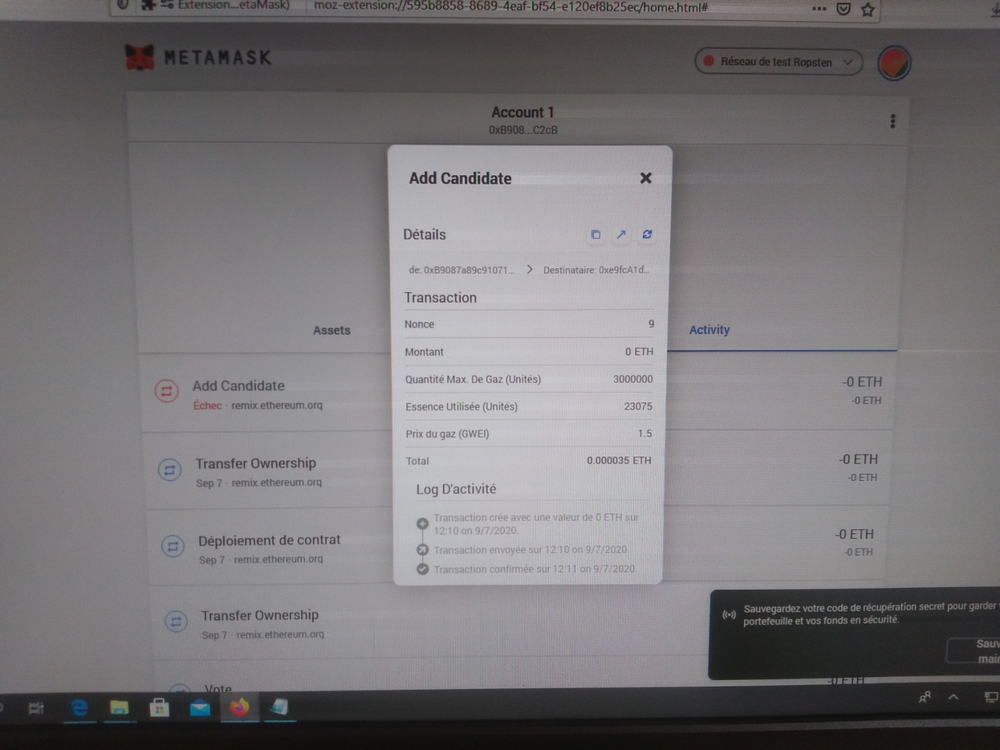 Extension...etaMask)
moz-extension://595b8858-8689-4eaf-bf54-e120ef8b25ec/home.html#
METAMASK
Réseau de test Ropsten
Account 1
0xB908...C2cB
Add Candidate
Détails
de: 0xB9087a89c91071...
Destinataire: 0xe9fcA1d...
Transaction
Nonce 9
Montant 0 ETH
Quantité Max. De Gaz (Unités) 3000000
Essence Utilisée (Unités) 23075
Prix du gaz (GWEI) 1.5
Total 0.000035 ETH
Log D'activité
Transaction crée avec une valeur de 0 ETH sur
12:10 on 9/7/2020.
Transaction envoyée sur 12:10 on 9/7/2020.
Transaction confirmée sur 12:11 on 9/7/2020.
Assets
Activity
Add Candidate
Échec · remix.ethereum.org
-0 ETH
-0 ETH
Transfer Ownership
Sep 7 · remix.ethereum.org
-0 ETH
-0 ETH
Déploiement de contrat
Sep 7 · remix.ethereum.org
-0 ETH
-0 ETH
Transfer Ownership
Sep 7 · remix.ethereum.org
Vote
-0 ETH
Sauvegardez votre code de récupération secret pour garder
portefeuille et vos fonds en sécurité.